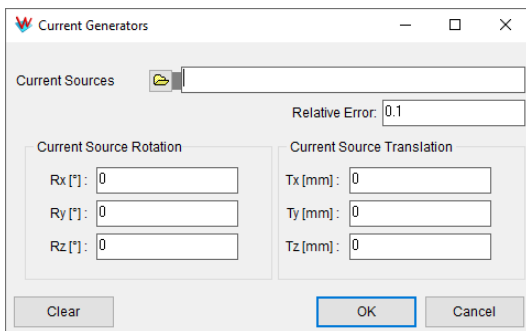 Current Generators
Current Sources
Relative Error: 0.1
Current Source Rotation
Current Source Translation
Rx [°] : 0
Tx [mm] : 0
Ry [°] : 0
Ty [mm] : 0
Rz [°] : 0
Tz [mm] : 0
Clear
OK
Cancel